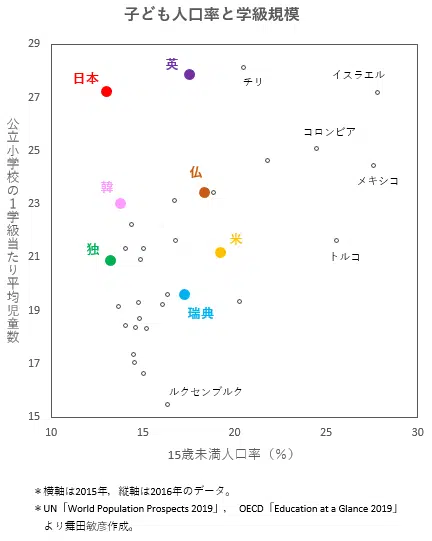 子ども人口率と学級規模
公立小学校の１学級当たり平均児童数
29
27
25
23
21
19
17
15
日本
英
チリ
イスラエル
コロンビア
メキシコ
韓
仏
米
独
トルコ
瑞典
ルクセンブルク
10
15
20
25
30
15歳未満人口率（％）
＊横軸は2015年，縦軸は2016年のデータ。
＊UN「World Population Prospects 2019」， OECD「Education at a Glance 2019」
より舞田敏彦作成。